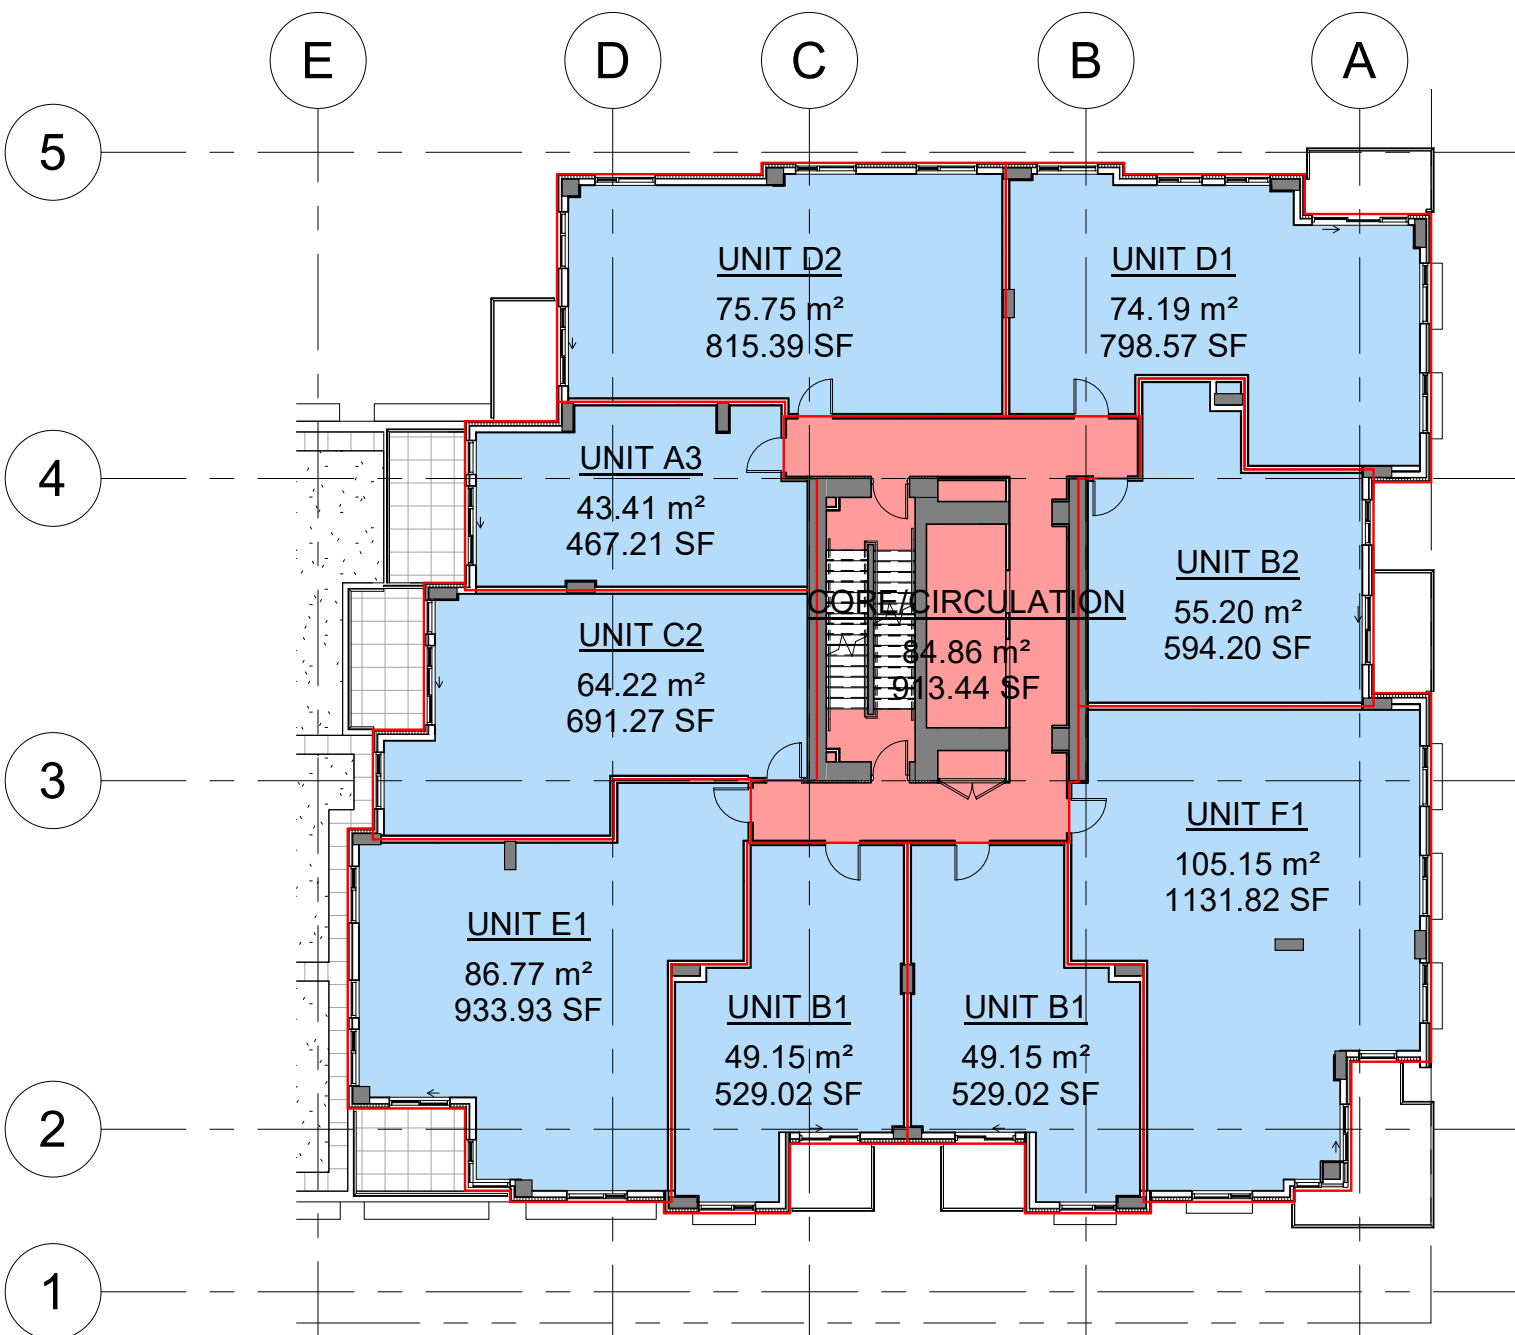 E
D
C
B
A
5
4
3
2
1
UNIT D2
75.75 m²
815.39 SF
UNIT D1
74.19 m²
798.57 SF
UNIT A3
43.41 m²
467.21 SF
UNIT B2
55.20 m²
594.20 SF
CORE/CIRCULATION
84.86 m²
913.44 SF
UNIT C2
64.22 m²
691.27 SF
UNIT F1
105.15 m²
1131.82 SF
UNIT E1
86.77 m²
933.93 SF
UNIT B1
49.15 m²
529.02 SF
UNIT B1
49.15 m²
529.02 SF